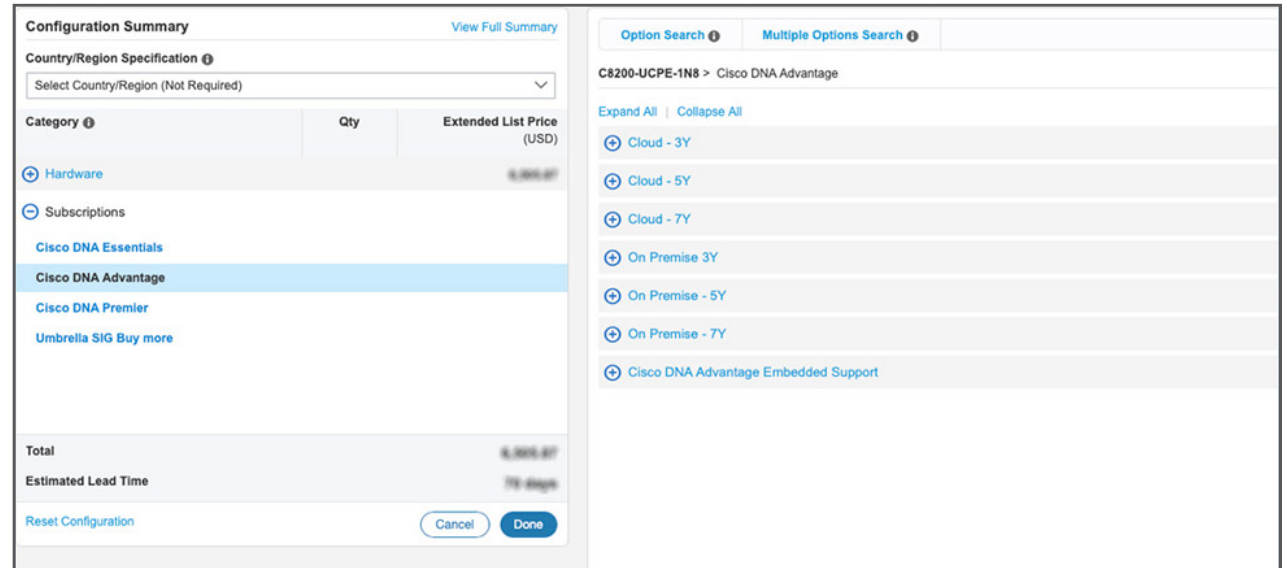 Configuration Summary
View Full Summary
Country/Region Specification
Select Country/Region (Not Required)
Category
Qty
Extended List Price
(USD)
Hardware
Subscriptions
Cisco DNA Essentials
Cisco DNA Advantage
Cisco DNA Premier
Umbrella SIG Buy more
Total
Estimated Lead Time
Reset Configuration
Cancel
Done
Option Search
Multiple Options Search
C8200-UCPE-1N8 > Cisco DNA Advantage
Expand All | Collapse All
Cloud - 3Y
Cloud - 5Y
Cloud - 7Y
On Premise 3Y
On Premise - 5Y
On Premise - 7Y
Cisco DNA Advantage Embedded Support